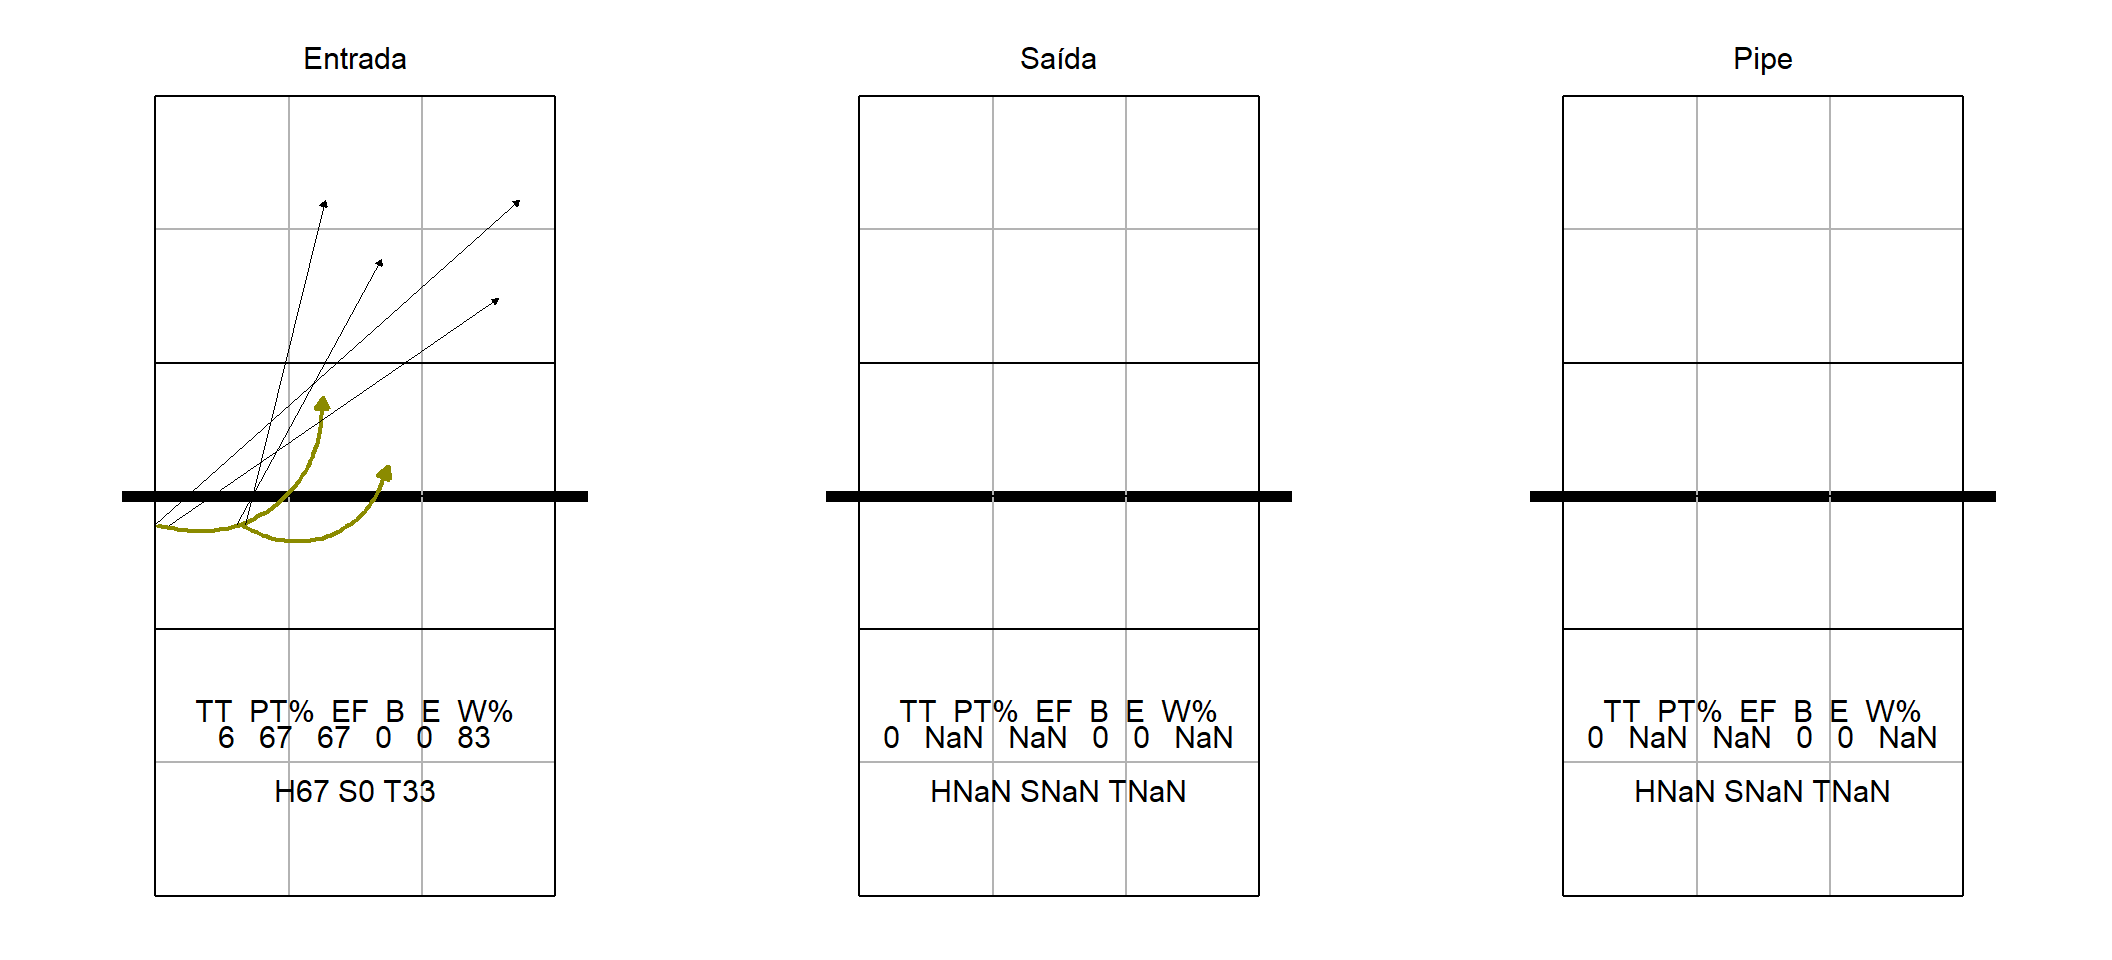 Entrada
Saída
Pipe
TT PT% EF B E W%
6 67 67 0 0 83
H67 S0 T33
TT PT% EF B E W%
0 NaN NaN 0 0 NaN
HNaN SNaN TNaN
TT PT% EF B E W%
0 NaN NaN 0 0 NaN
HNaN SNaN TNaN